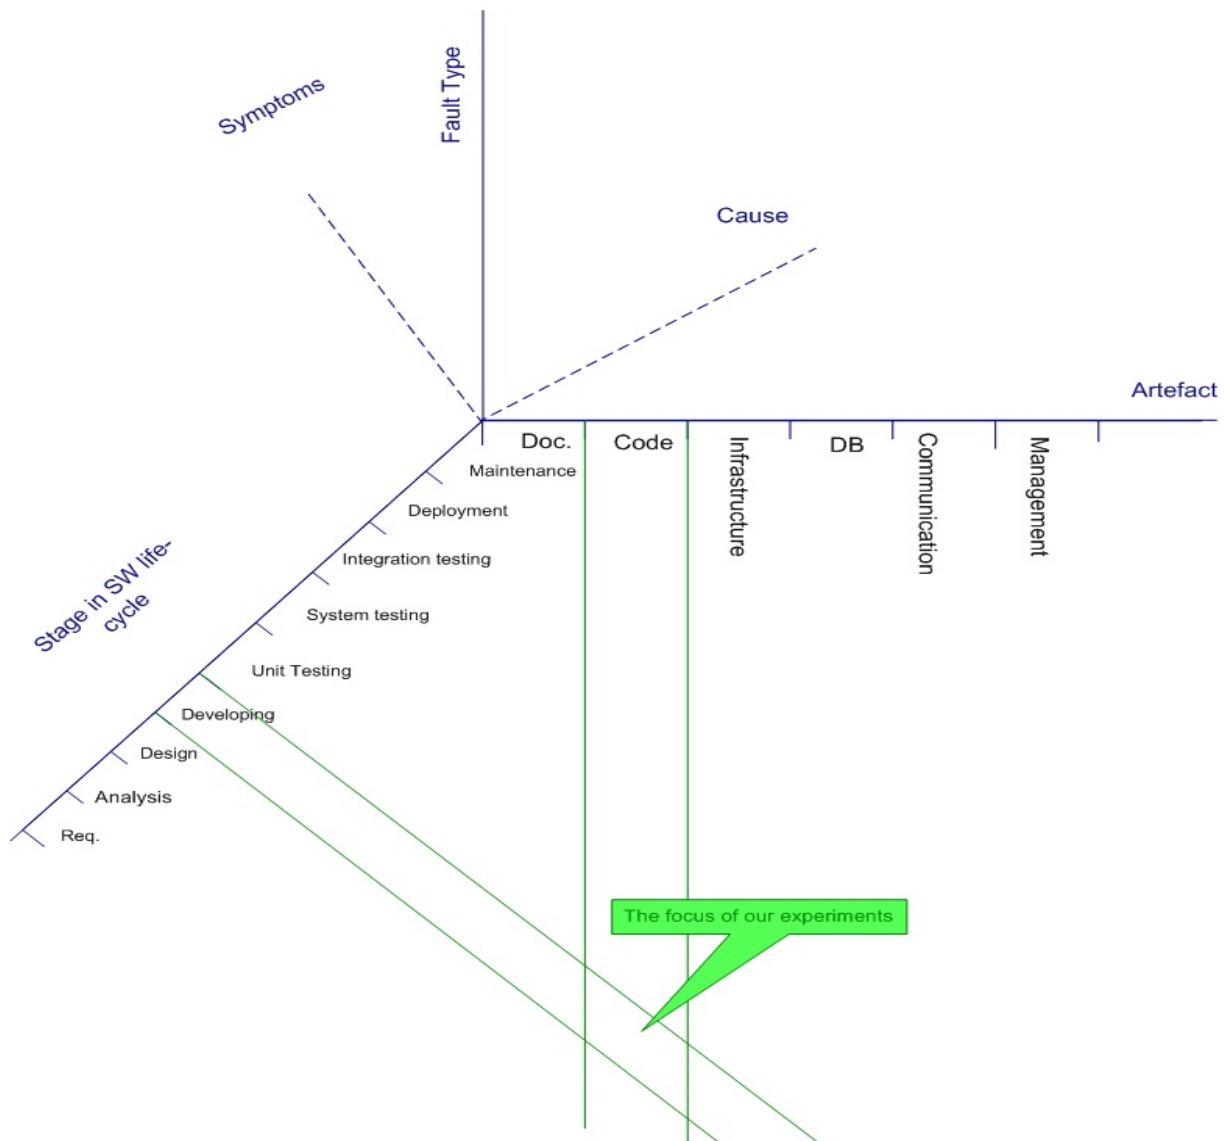 Fault Type
Symptoms
Cause
Artefact
Doc.
Code
Infrastructure
DB
Communication
Management
Maintenance
Deployment
Integration testing
System testing
Unit Testing
Developing
Design
Analysis
Req.
Stage in SW life-
cycle
The focus of our experiments